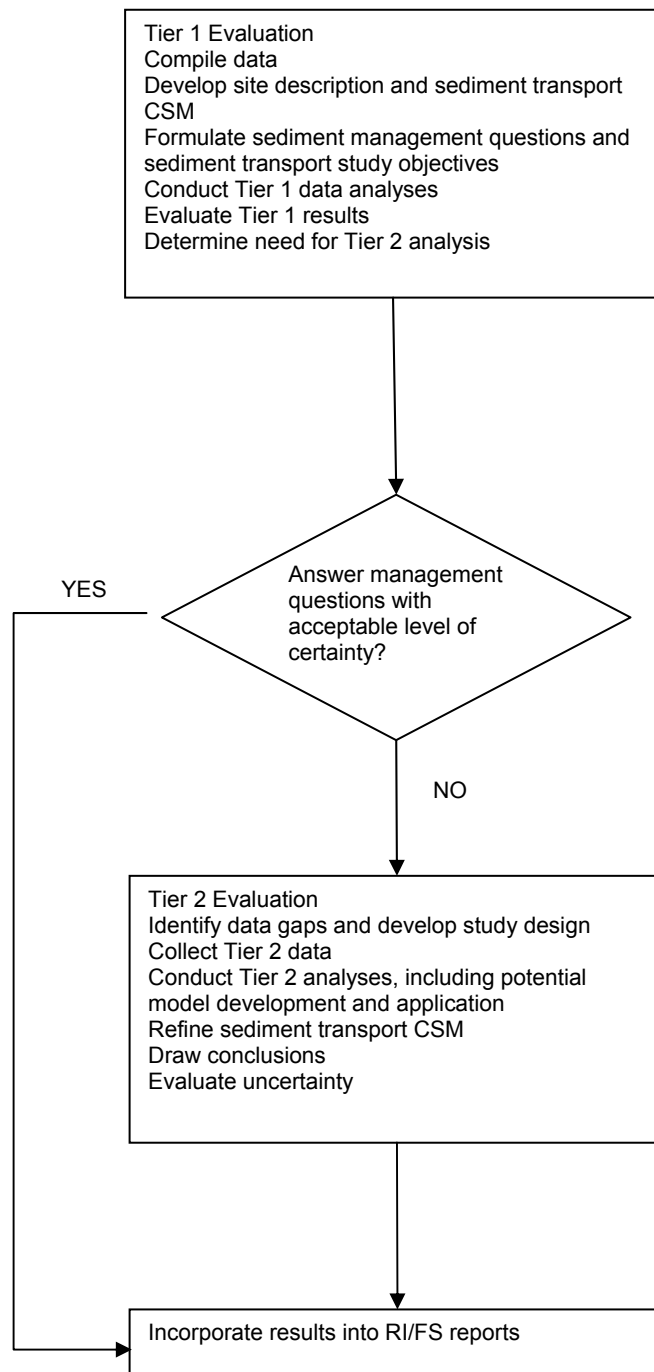 Tier 1 Evaluation
Compile data
Develop site description and sediment transport
CSM
Formulate sediment management questions and
sediment transport study objectives
Conduct Tier 1 data analyses
Evaluate Tier 1 results
Determine need for Tier 2 analysis
YES
Answer management
questions with
acceptable level of
certainty?
NO
Tier 2 Evaluation
Identify data gaps and develop study design
Collect Tier 2 data
Conduct Tier 2 analyses, including potential
model development and application
Refine sediment transport CSM
Draw conclusions
Evaluate uncertainty
Incorporate results into RI/FS reports